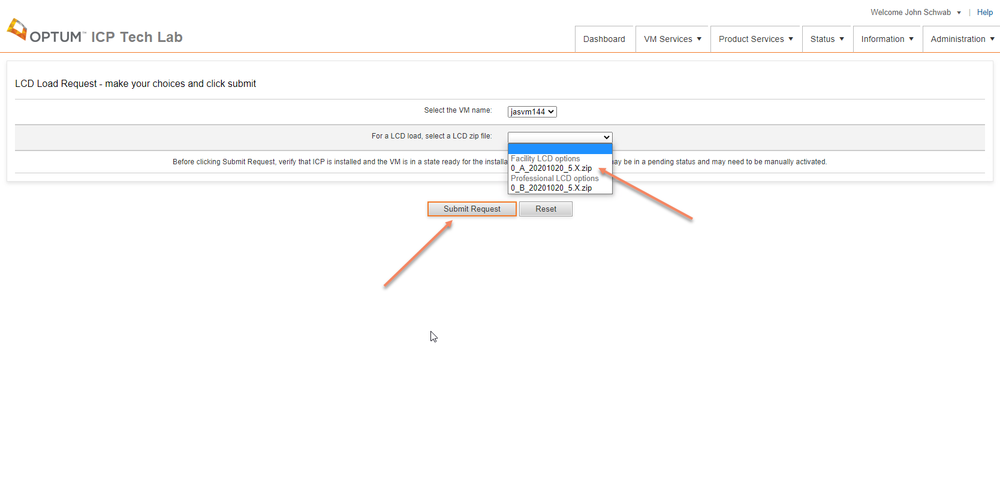 Welcome John Schwab ▼ | Help
OPTUM™ ICP Tech Lab
Dashboard VM Services ▼ Product Services ▼ Status ▼ Information ▼ Administration ▼
LCD Load Request - make your choices and click submit
Select the VM name: jasvm144
For a LCD load, select a LCD zip file:
Before clicking Submit Request, verify that ICP is installed and the VM is in a state ready for the be in a pending status and may need to be manually activated.
Facility LCD options
0_A_20201020_5.X.zip
Professional LCD options
0_B_20201020_5.X.zip
Submit Request Reset